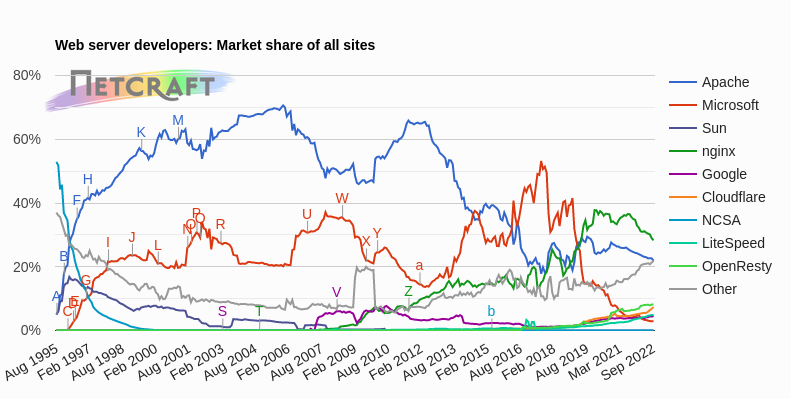 Web server developers: Market share of all sites
NETCRAFT
80%
60%
40%
20%
0%
A
B
C
D
E
F
G
H
I
J
K
L
M
N
O
P
Q
R
S
T
U
V
W
X
Y
Z
a
b
Aug 1995
Feb 1997
Aug 1998
Feb 2000
Aug 2001
Feb 2003
Aug 2004
Feb 2006
Aug 2007
Feb 2009
Aug 2010
Feb 2012
Aug 2013
Feb 2015
Aug 2016
Feb 2018
Aug 2019
Mar 2021
Sep 2022
Apache
Microsoft
Sun
nginx
Google
Cloudflare
NCSA
LiteSpeed
OpenResty
Other